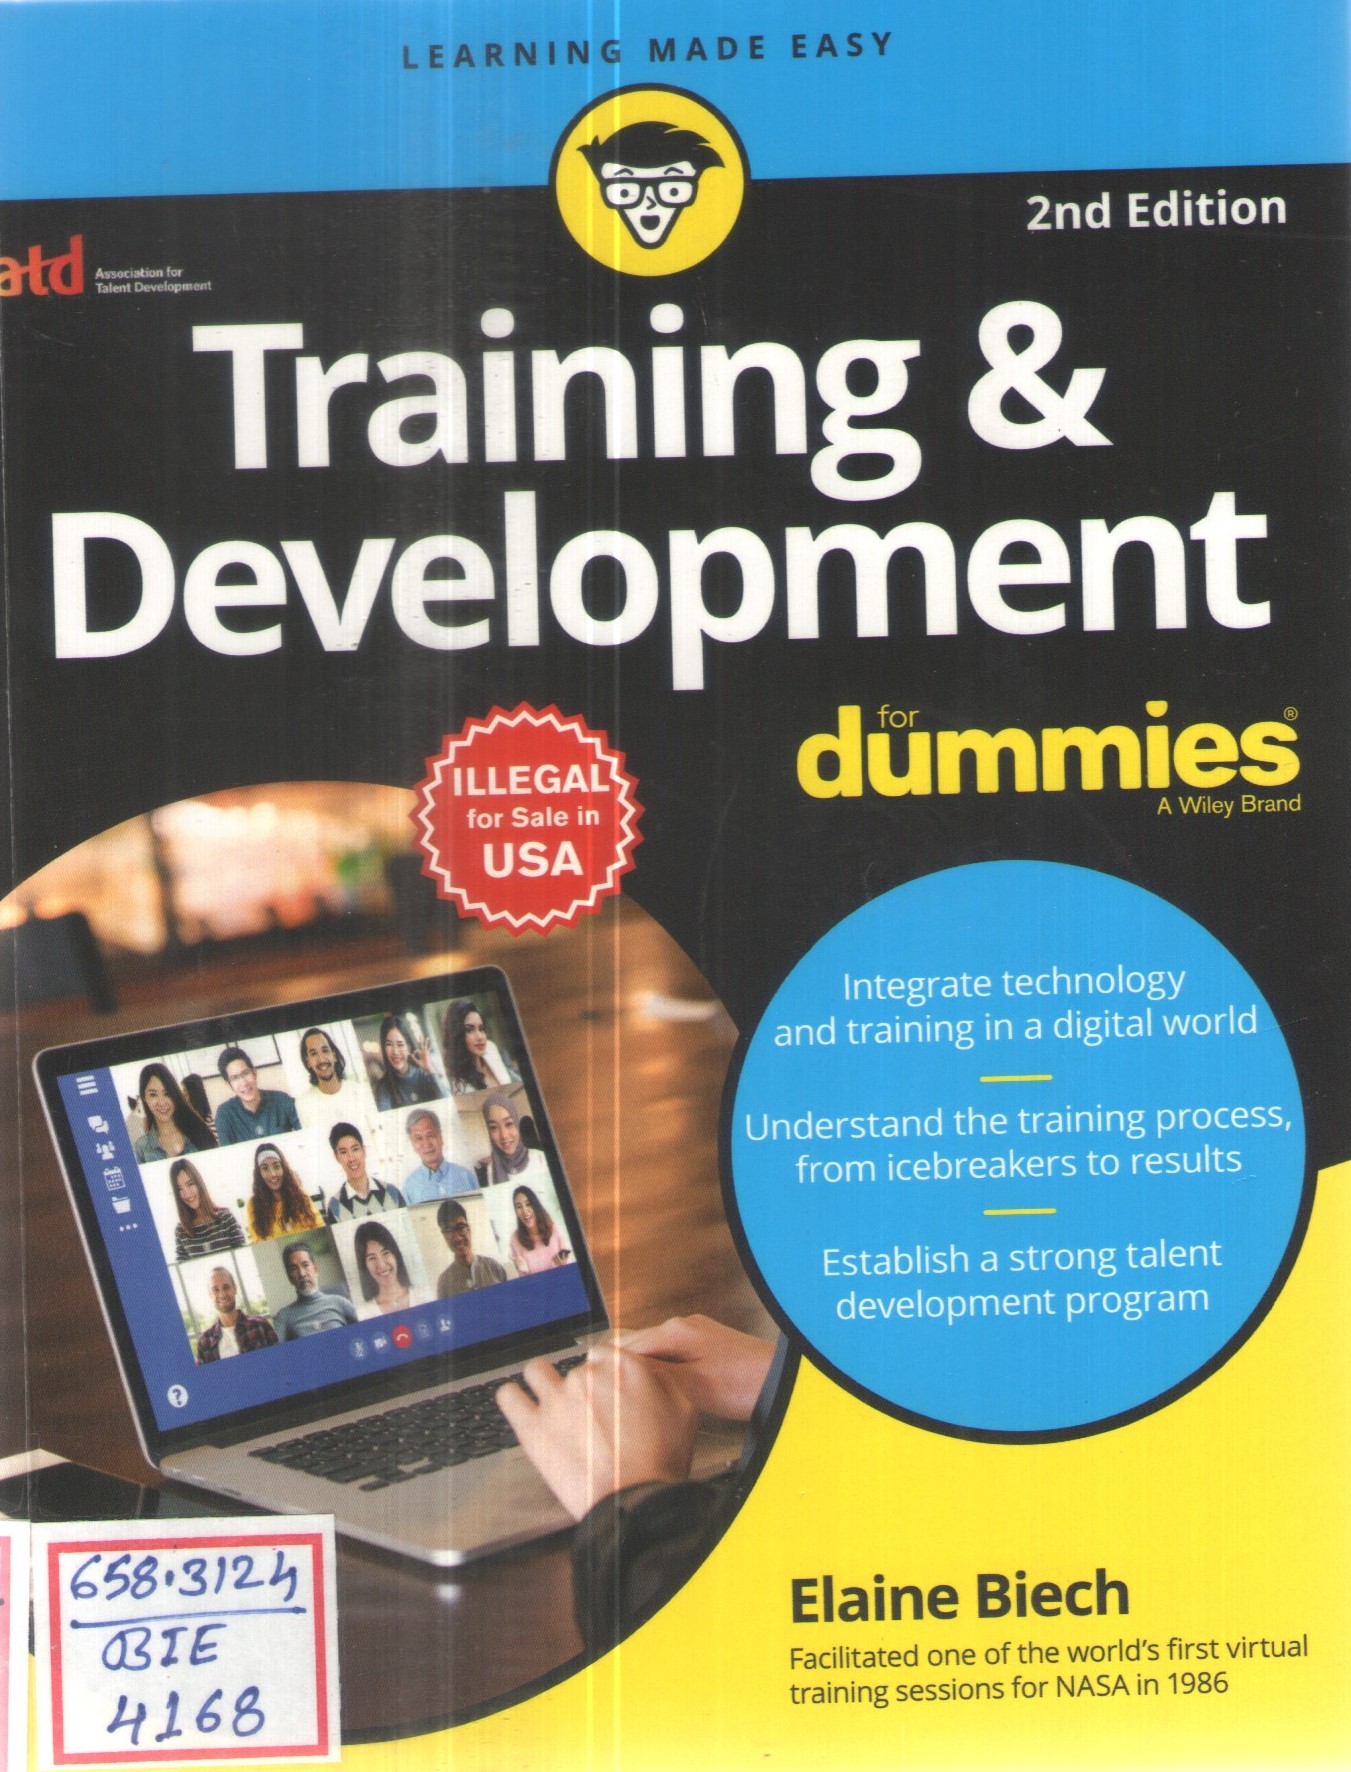 LEARNING MADE EASY
2nd Edition
atd
Association for
Talent Development
Training &
Development
for
dummies®
A Wiley Brand
ILLEGAL
for Sale in
USA
Integrate technology
and training in a digital world
Understand the training process,
from icebreakers to results
Establish a strong talent
development program
?
Elaine Biech
Facilitated one of the world's first virtual
training sessions for NASA in 1986
658.3124
BIE
4168